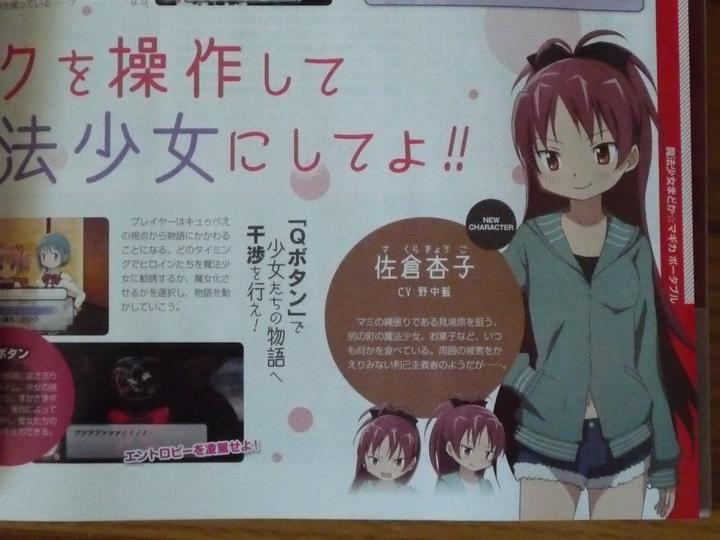 クを操作して
法少女にしてよ!!
プレイヤーはキュゥべえ
の視点から物語にかかわる
ことになる。どのタイミン
グでヒロインたちを魔法少
女に勧誘するか、魔女化さ
せるかを選択し、物語を動
かしていこう。
「Qボタン」で
少女たちの物語へ
干渉を行え!
NEW
CHARACTER
さくらきょうこ
佐倉杏子
CV 野中藍
マミの縄張りである見滝原を狙う、
別の町の魔法少女。お菓子など、いつ
も何かを食べている。周囲の被害をか
えりみない利己主義者のようだが……。
魔法少女まどか☆マギカ ポータブル
ボタン
エントロピーを凌駕せよ!